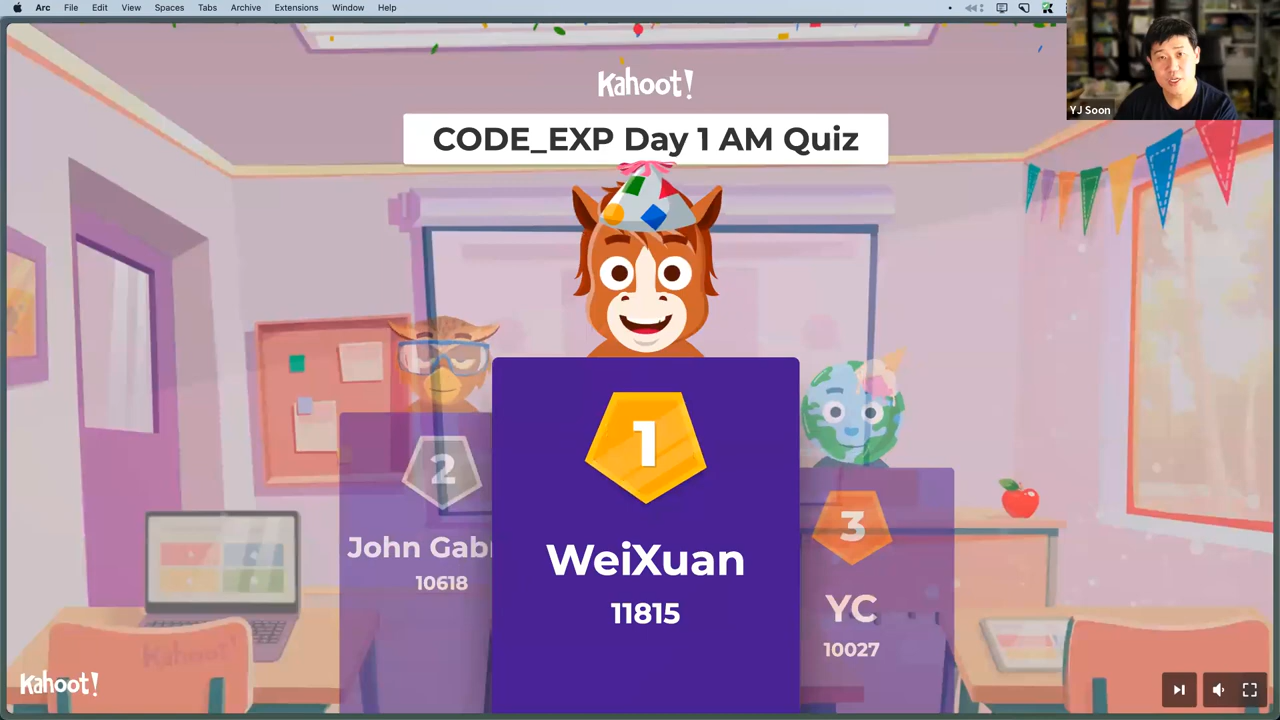 Arc File Edit View Spaces Tabs Archive Extensions Window Help
YJ Soon
Kahoot!
CODE_EXP Day 1 AM Quiz
1
WeiXuan
11815
2
John Gab
10618
3
YC
10027
Kahoot!
Kahoot!